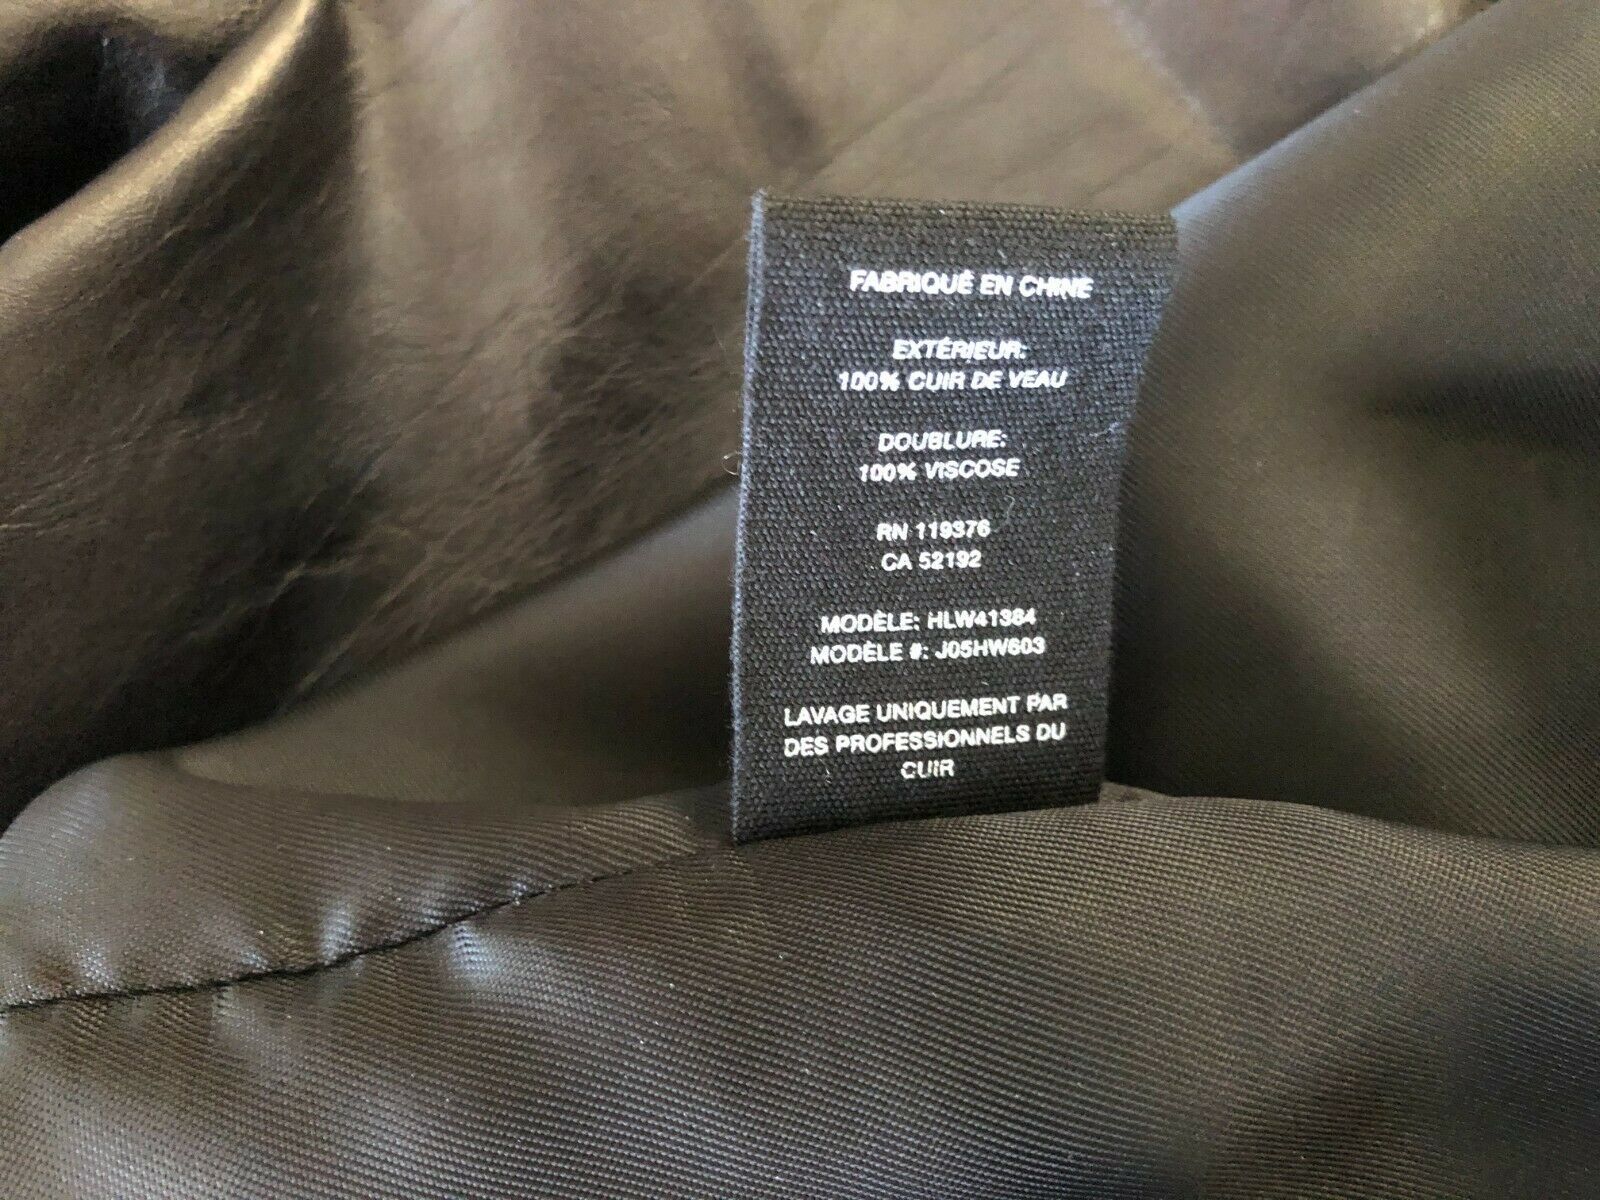 FABRIQUÉ EN CHINE
EXTÉRIEUR:
100% CUIR DE VEAU
DOUBLURE:
100% VISCOSE
RN 119376
CA 52192
MODÈLE: HLW41384
MODÈLE #: J05HW603
LAVAGE UNIQUEMENT PAR
DES PROFESSIONNELS DU
CUIR